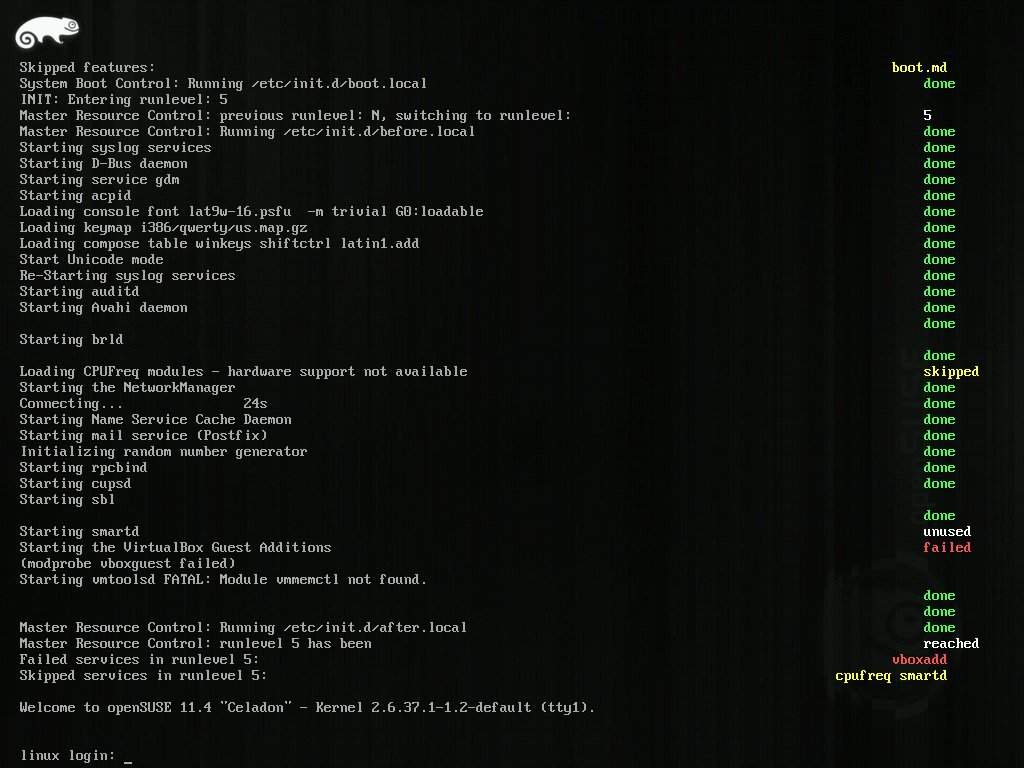 Skipped features: boot.md
System Boot Control: Running /etc/init.d/boot.local done
INIT: Entering runlevel: 5
Master Resource Control: previous runlevel: N, switching to runlevel: 5
Master Resource Control: Running /etc/init.d/before.local done
Starting syslog services done
Starting D-Bus daemon done
Starting service gdm done
Starting acpid done
Loading console font lat9w-16.psfu  -m trivial G0:loadable done
Loading keymap i386/qwerty/us.map.gz done
Loading compose table winkeys shiftctrl latin1.add done
Start Unicode mode done
Re-Starting syslog services done
Starting auditd done
Starting Avahi daemon done
done
Starting brld
done
Loading CPUFreq modules - hardware support not available skipped
Starting the NetworkManager done
Connecting... 24s done
Starting Name Service Cache Daemon done
Starting mail service (Postfix) done
Initializing random number generator done
Starting rpcbind done
Starting cupsd done
Starting sbl
done
Starting smartd unused
Starting the VirtualBox Guest Additions failed
(modprobe vboxguest failed)
Starting vmtoolsd FATAL: Module vmmemctl not found.
done
done
Master Resource Control: Running /etc/init.d/after.local done
Master Resource Control: runlevel 5 has been reached
Failed services in runlevel 5: vboxadd
Skipped services in runlevel 5: cpufreq smartd
Welcome to openSUSE 11.4 "Celadon" - Kernel 2.6.37.1-1.2-default (tty1).
linux login: _